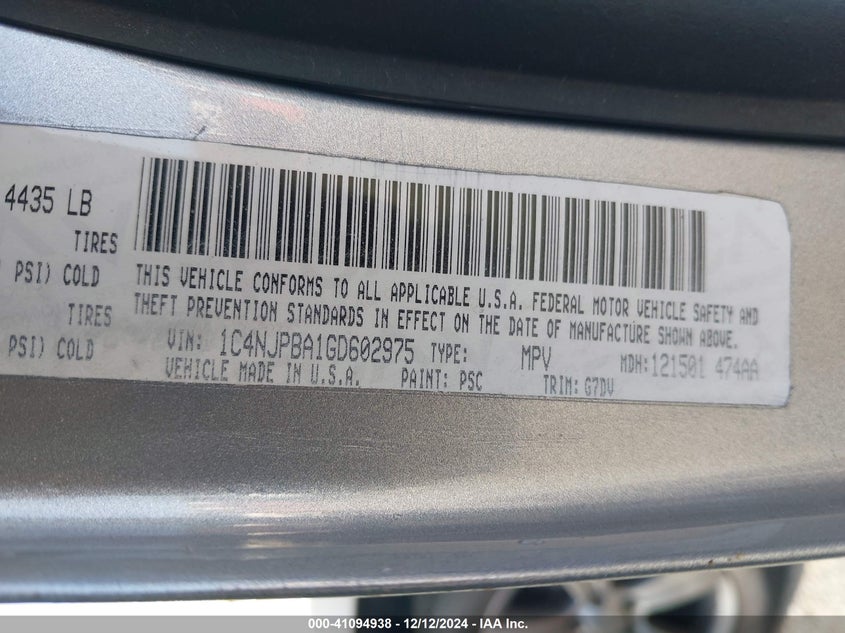 4435 LB
TIRES
PSI) COLD
TIRES
PSI) COLD
THIS VEHICLE CONFORMS TO ALL APPLICABLE U.S.A. FEDERAL MOTOR VEHICLE SAFETY AND
THEFT PREVENTION STANDARDS IN EFFECT ON THE DATE OF MANUFACTURE SHOWN ABOVE.
VIN: 1C4NJPBA1GD602975 TYPE: MPV MDH:121501 474AA
VEHICLE MADE IN U.S.A. PAINT: PSC TRIM: G7DV
000-41094938 - 12/12/2024 - IAA Inc.